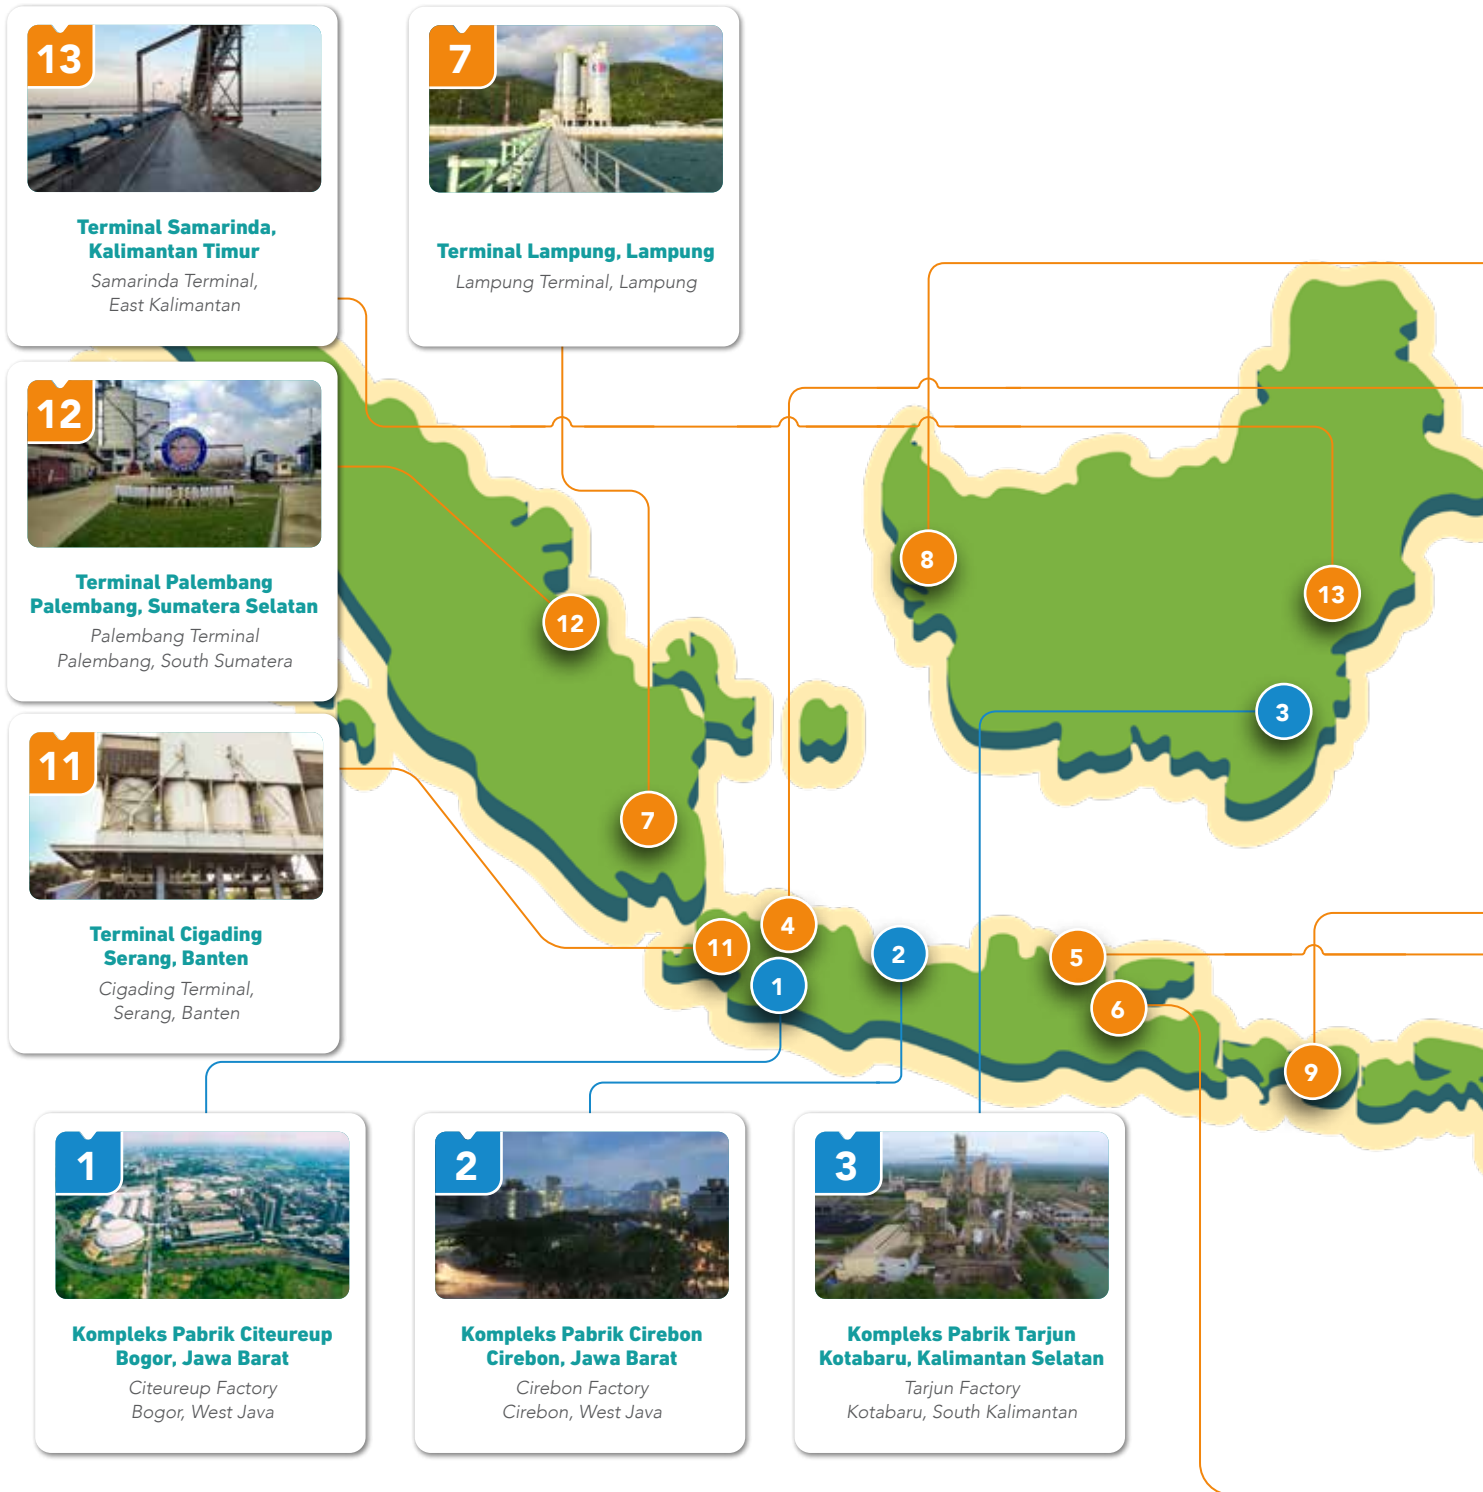 13
Terminal Samarinda,
Kalimantan Timur
Samarinda Terminal,
East Kalimantan
7
Terminal Lampung, Lampung
Lampung Terminal, Lampung
12
Terminal Palembang
Palembang, Sumatera Selatan
Palembang Terminal
Palembang, South Sumatera
11
Terminal Cigading
Serang, Banten
Cigading Terminal,
Serang, Banten
8
13
12
3
7
4
11
2
5
1
6
9
1
Kompleks Pabrik Citeureup
Bogor, Jawa Barat
Citeureup Factory
Bogor, West Java
2
Kompleks Pabrik Cirebon
Cirebon, Jawa Barat
Cirebon Factory
Cirebon, West Java
3
Kompleks Pabrik Tarjun
Kotabaru, Kalimantan Selatan
Tarjun Factory
Kotabaru, South Kalimantan